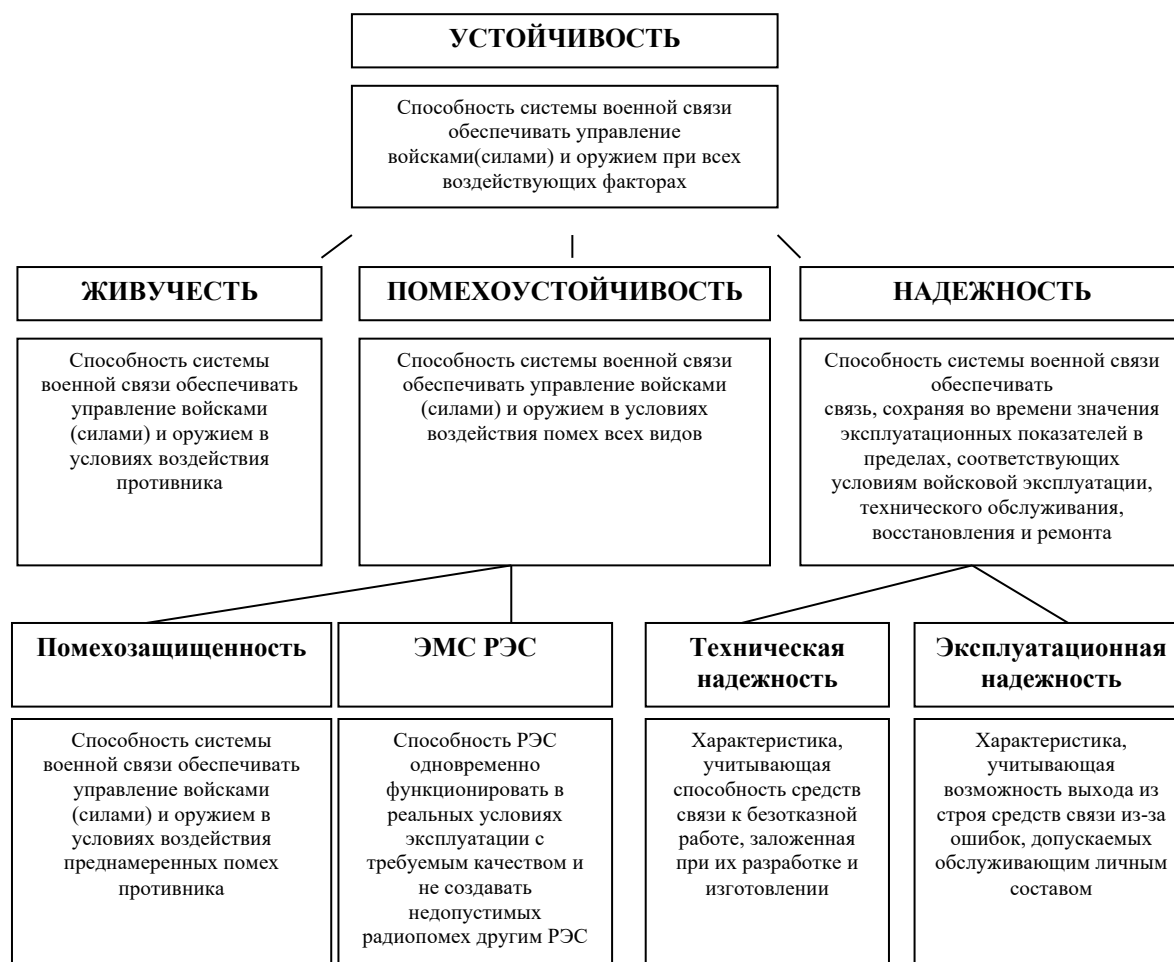 УСТОЙЧИВОСТЬ
Способность системы военной связи
обеспечивать управление
войсками(силами) и оружием при всех
воздействующих факторах
ЖИВУЧЕСТЬ
Способность системы
военной связи обеспечивать
управление войсками
(силами) и оружием в
условиях воздействия
противника
ПОМЕХОУСТОЙЧИВОСТЬ
Способность системы военной связи
обеспечивать управление войсками
(силами) и оружием в условиях
воздействия помех всех видов
НАДЕЖНОСТЬ
Способность системы военной связи
обеспечивать
связь, сохраняя во времени значения
эксплуатационных показателей в
пределах, соответствующих
условиям войсковой эксплуатации,
технического обслуживания,
восстановления и ремонта
Помехозащищенность
Способность системы
военной связи обеспечивать
управление войсками
(силами) и оружием в
условиях воздействия
преднамеренных помех
противника
ЭМС РЭС
Способность РЭС
одновременно
функционировать в
реальных условиях
эксплуатации с
требуемым качеством и
не создавать
недопустимых
радиопомех другим РЭС
Техническая
надежность
Характеристика,
учитывающая
способность средств
связи к безотказной
работе, заложенная
при их разработке и
изготовлении
Эксплуатационная
надежность
Характеристика,
учитывающая
возможность выхода из
строя средств связи из-за
ошибок, допускаемых
обслуживающим личным
составом